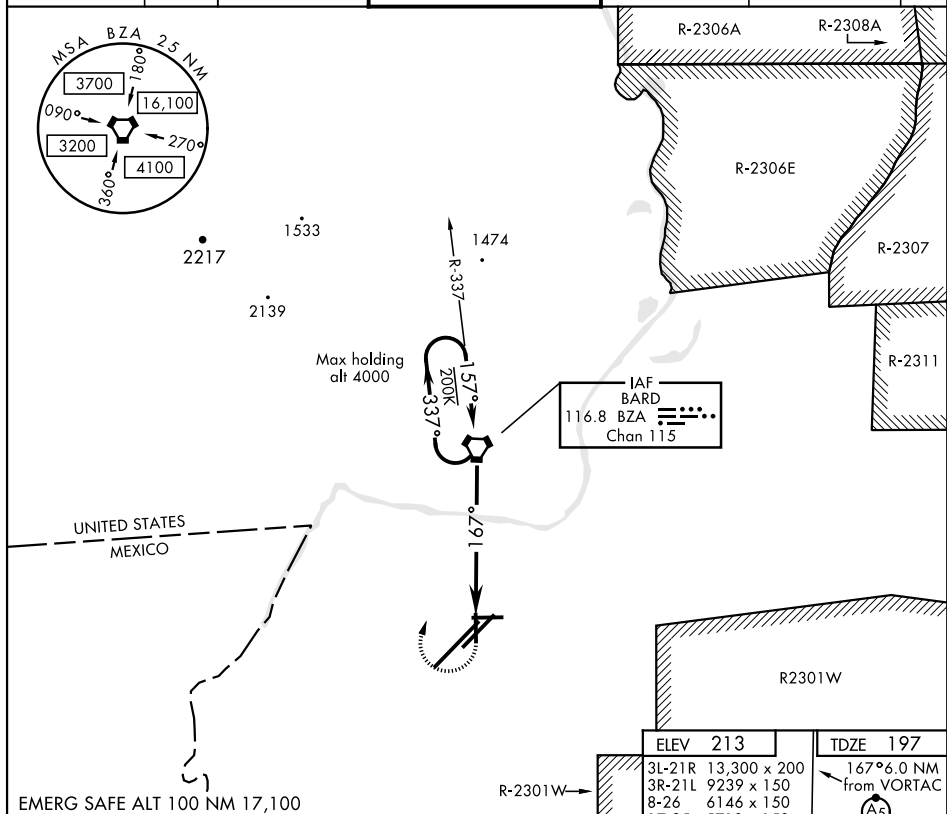 MSA BZA 25 NM
180°
3700
16,100
090°
270°
3200
4100
360°
R-2306A
R-2308A
R-2306E
R-2307
R-2311
1533
2217
1474
2139
R-337
Max holding
alt 4000
200K
157°
337°
IAF
BARD
116.8 BZA
Chan 115
167°
UNITED STATES
MEXICO
R2301W
R-2301W
EMERG SAFE ALT 100 NM 17,100
ELEV 213
TDZE 197
3L-21R 13,300 x 200
3R-21L 9239 x 150
8-26 6146 x 150
167° 6.0 NM
from VORTAC
A5